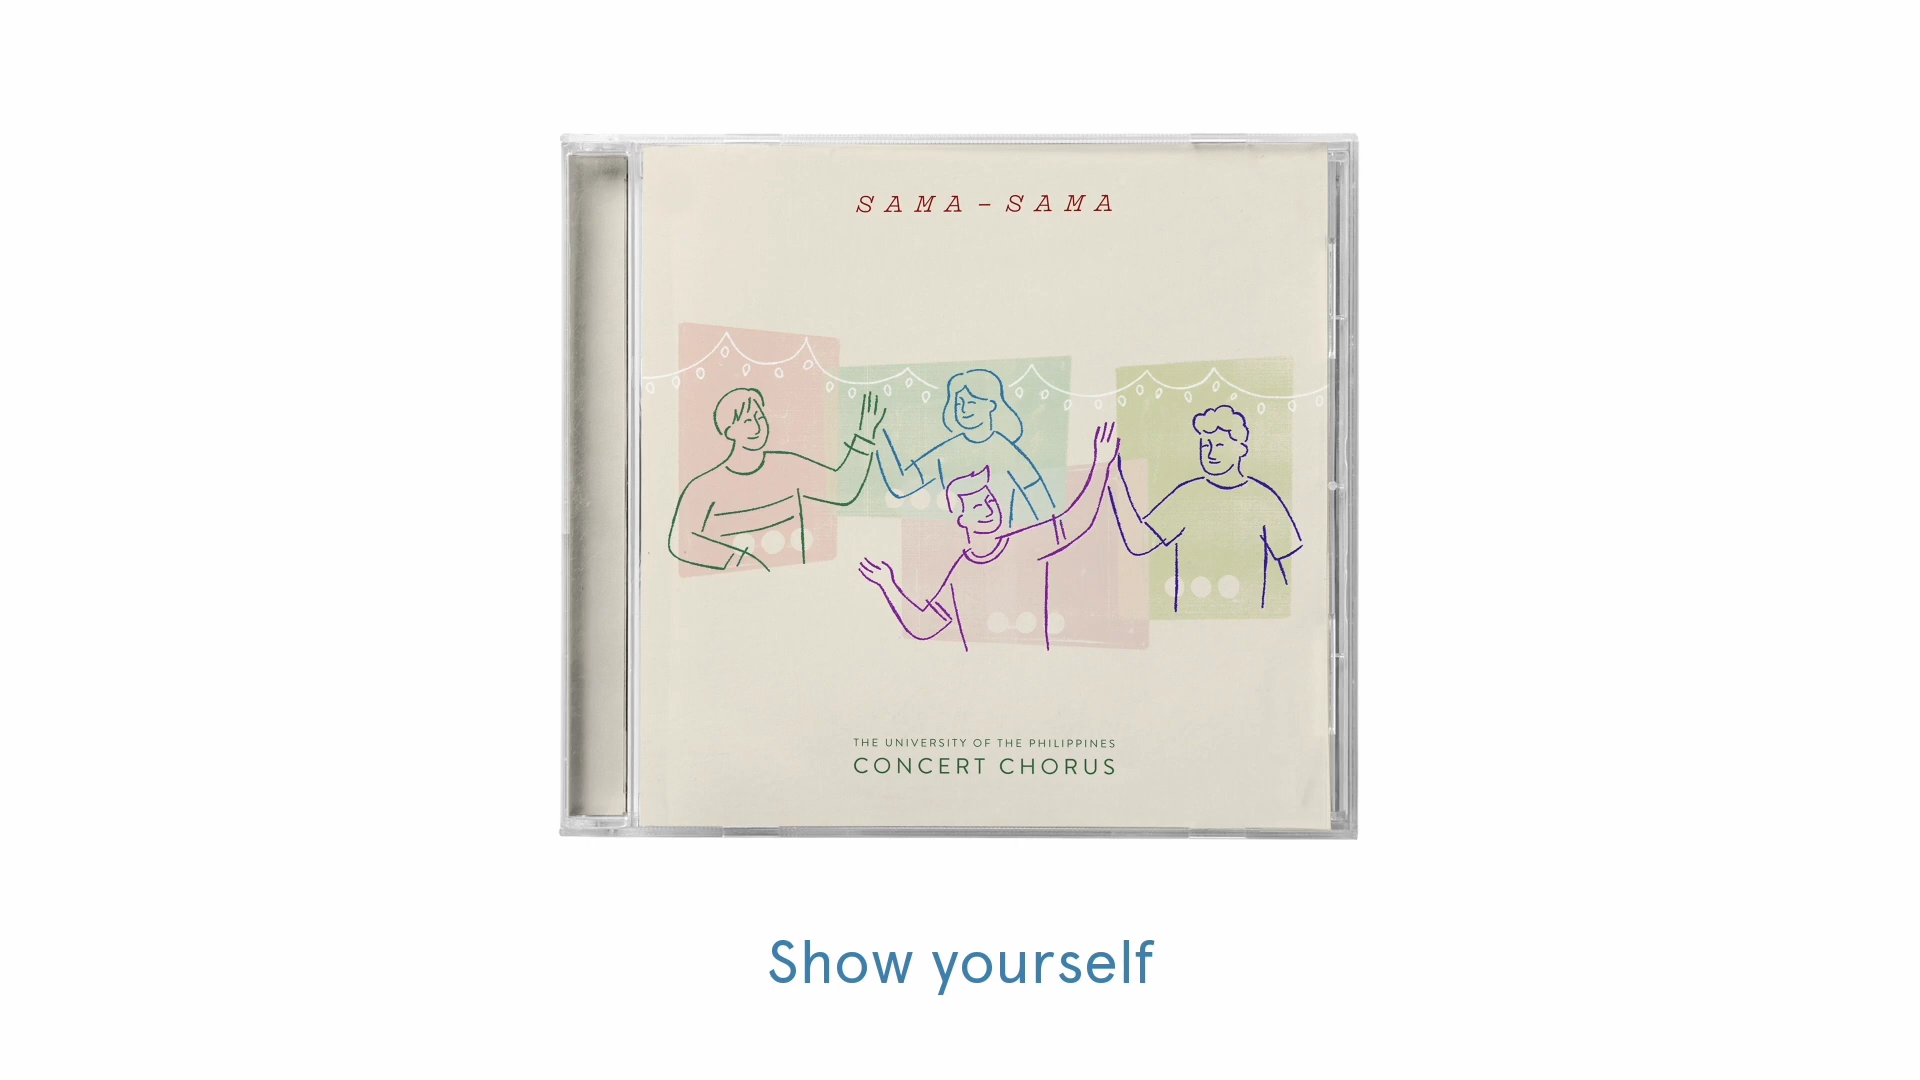 SAMA-SAMA
THE UNIVERSITY OF THE PHILIPPINES
CONCERT CHORUS
Show yourself